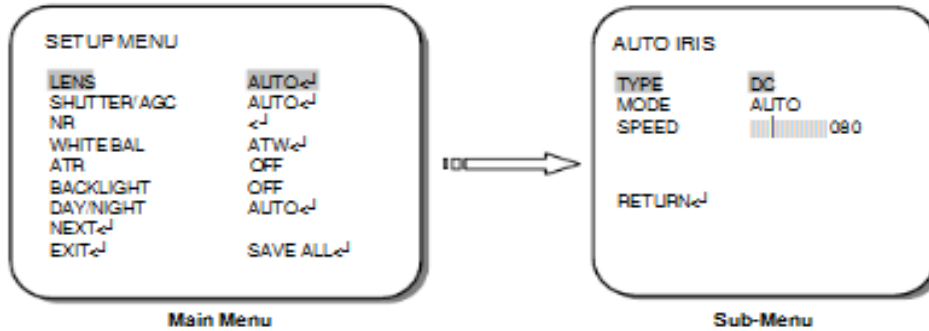 SETUP MENU
LENS AUTO↵
SHUTTER/AGC AUTO↵
NR ↵
WHITE BAL ATW↵
ATR OFF
BACKLIGHT OFF
DAY/NIGHT AUTO↵
NEXT↵
EXIT↵ SAVE ALL↵
Main Menu
AUTO IRIS
TYPE DC
MODE AUTO
SPEED 080
RETURN↵
Sub-Menu